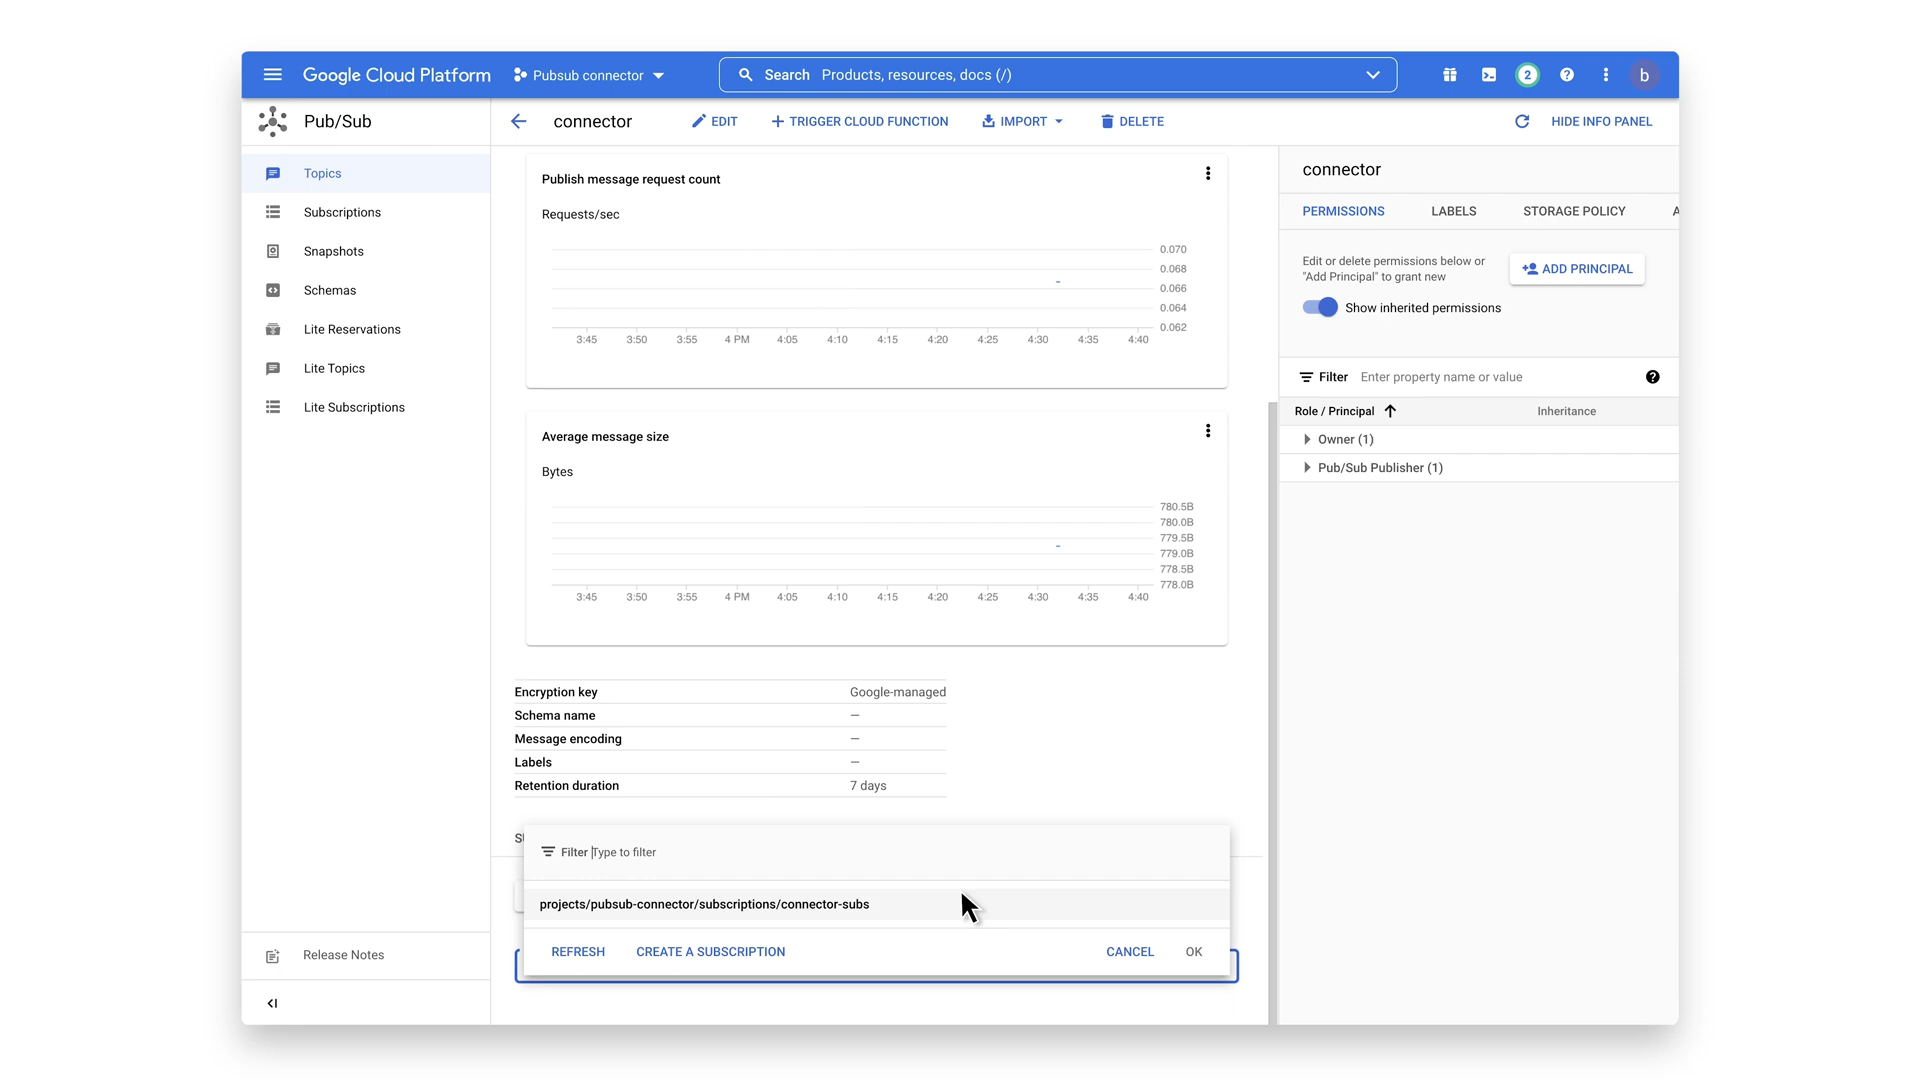 Google Cloud Platform
Pubsub connector
Search Products, resources, docs (/)
2
?
b
Pub/Sub
connector
EDIT
TRIGGER CLOUD FUNCTION
IMPORT
DELETE
HIDE INFO PANEL
Topics
Subscriptions
Snapshots
Schemas
Lite Reservations
Lite Topics
Lite Subscriptions
Release Notes
Publish message request count
Requests/sec
0.070
0.068
0.066
0.064
0.062
3:45 3:50 3:55 4 PM 4:05 4:10 4:15 4:20 4:25 4:30 4:35 4:40
Average message size
Bytes
780.5B
780.0B
779.5B
779.0B
778.5B
778.0B
3:45 3:50 3:55 4 PM 4:05 4:10 4:15 4:20 4:25 4:30 4:35 4:40
Encryption key Google-managed
Schema name —
Message encoding —
Labels —
Retention duration 7 days
Filter Type to filter
projects/pubsub-connector/subscriptions/connector-subs
REFRESH CREATE A SUBSCRIPTION CANCEL OK
connector
PERMISSIONS LABELS STORAGE POLICY A
Edit or delete permissions below or
"Add Principal" to grant new
ADD PRINCIPAL
Show inherited permissions
Filter Enter property name or value
?
Role / Principal Inheritance
Owner (1)
Pub/Sub Publisher (1)